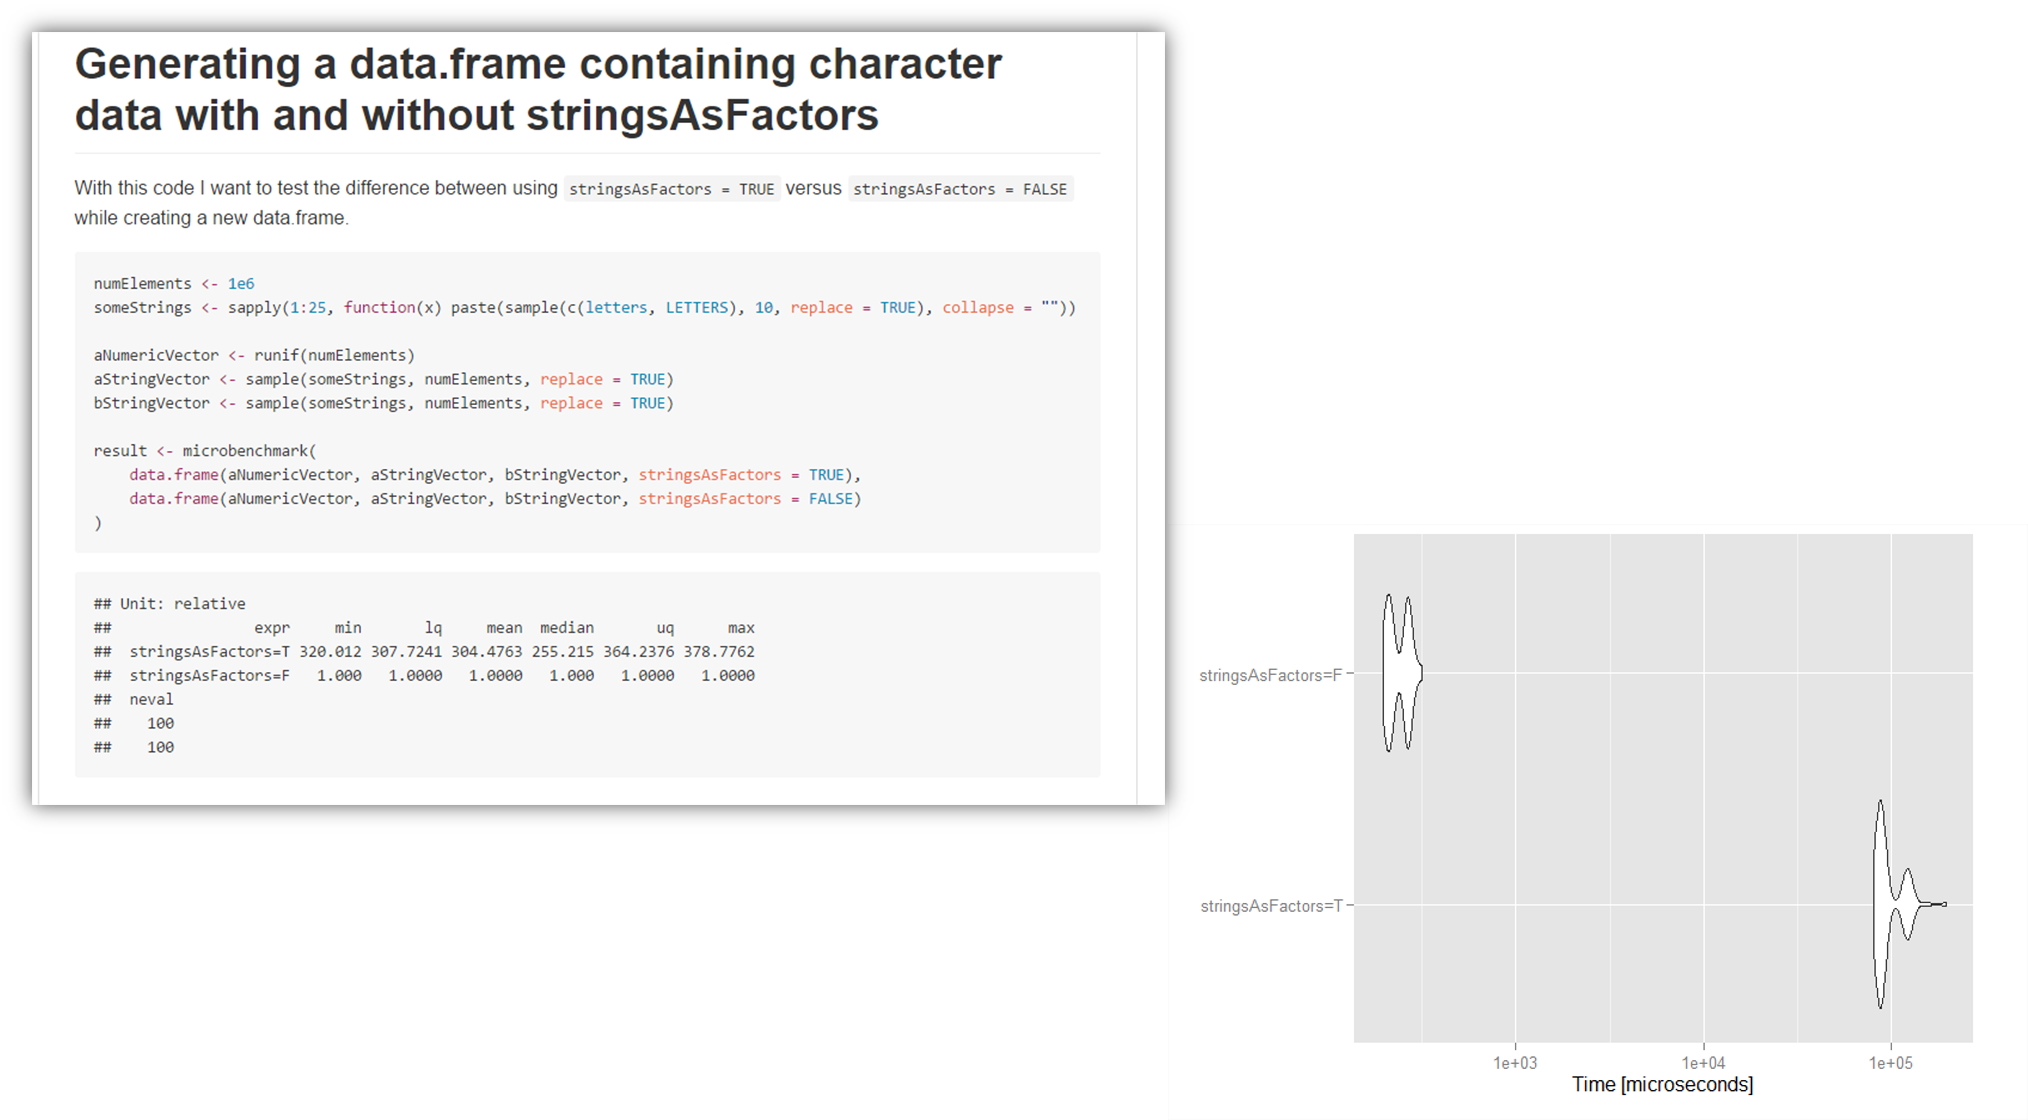 Generating a data.frame containing character
data with and without stringsAsFactors
With this code I want to test the difference between using stringsAsFactors = TRUE versus stringsAsFactors = FALSE
while creating a new data.frame.
numElements <- 1e6
someStrings <- sapply(1:25, function(x) paste(sample(c(letters, LETTERS), 10, replace = TRUE), collapse = ""))
aNumericVector <- runif(numElements)
aStringVector <- sample(someStrings, numElements, replace = TRUE)
bStringVector <- sample(someStrings, numElements, replace = TRUE)
result <- microbenchmark(
    data.frame(aNumericVector, aStringVector, bStringVector, stringsAsFactors = TRUE),
    data.frame(aNumericVector, aStringVector, bStringVector, stringsAsFactors = FALSE)
)
## Unit: relative
##                expr     min       lq     mean  median       uq      max
##  stringsAsFactors=T 320.012 307.7241 304.4763 255.215 364.2376 378.7762
##  stringsAsFactors=F   1.000   1.0000   1.0000   1.000   1.0000   1.0000
##  neval
##    100
##    100
stringsAsFactors=F
stringsAsFactors=T
1e+03 1e+04 1e+05
Time [microseconds]